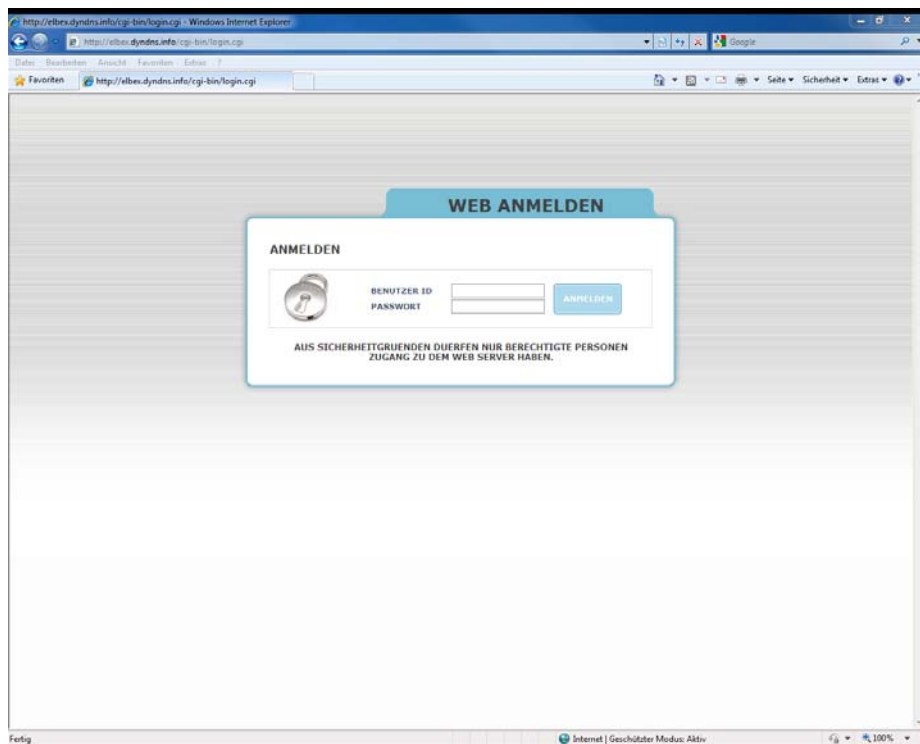 http://elbex.dyndns.info/cgi-bin/login.cgi - Windows Internet Explorer
http://elbex.dyndns.info/cgi-bin/login.cgi
Google
Datei Bearbeiten Ansicht Favoriten Extras ?
Favoriten http://elbex.dyndns.info/cgi-bin/login.cgi
Seite Sicherheit Extras
WEB ANMELDEN
ANMELDEN
BENUTZER ID
PASSWORT
ANMELDEN
AUS SICHERHEITGRUENDEN DUERFEN NUR BERECHTIGTE PERSONEN
ZUGANG ZU DEM WEB SERVER HABEN.
Fertig
Internet | Geschützter Modus: Aktiv
100%